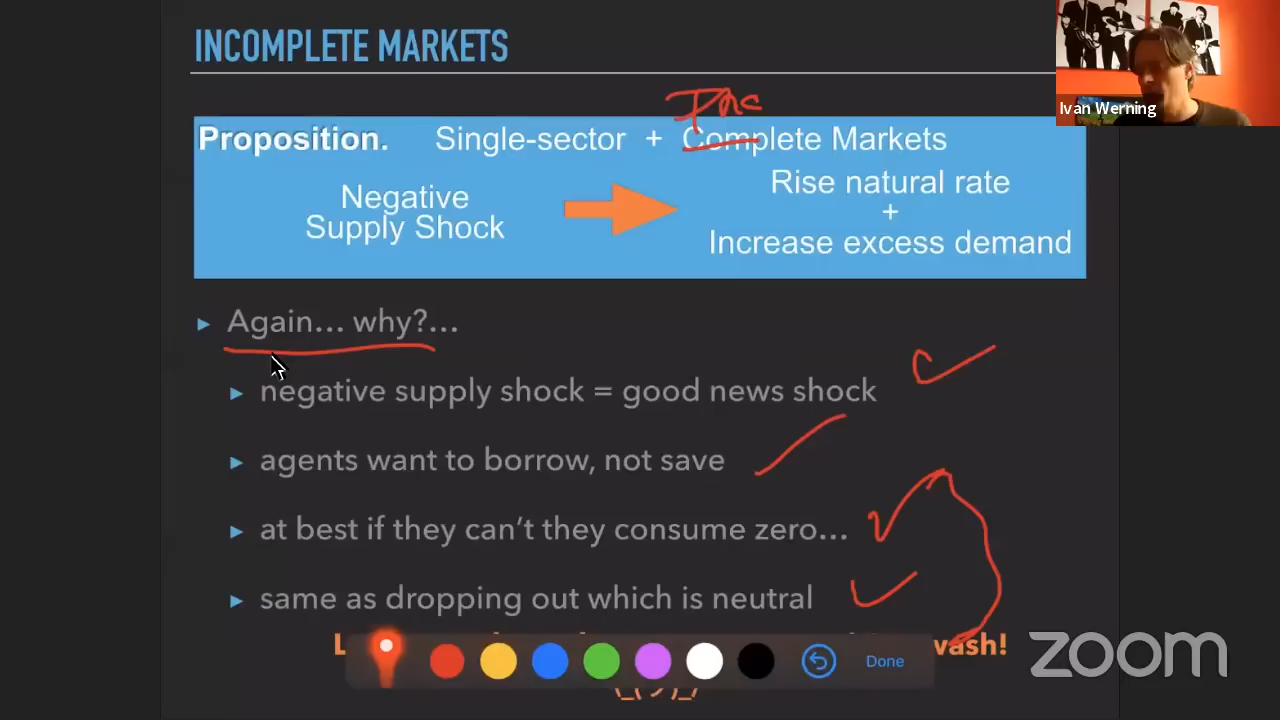 INCOMPLETE MARKETS
Ivan Werning
Inc
Proposition. Single-sector + Complete Markets
Negative
Supply Shock
Rise natural rate
+
Increase excess demand
Again... why?...
negative supply shock = good news shock
agents want to borrow, not save
at best if they can't they consume zero...
same as dropping out which is neutral
Done
zoom